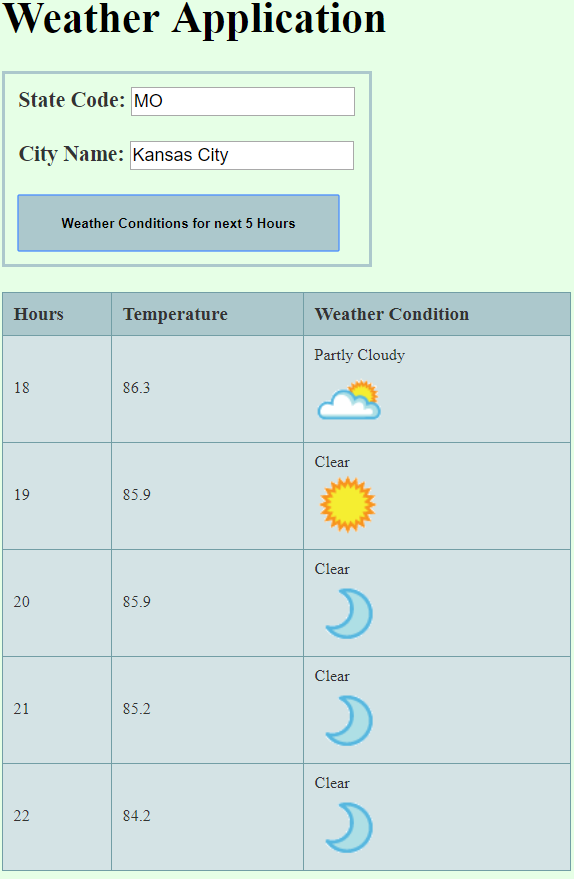 Weather Application
State Code: MO
City Name: Kansas City
Weather Conditions for next 5 Hours
Hours Temperature Weather Condition
Partly Cloudy
18 86.3
Clear
19 85.9
Clear
20 85.9
Clear
21 85.2
Clear
22 84.2